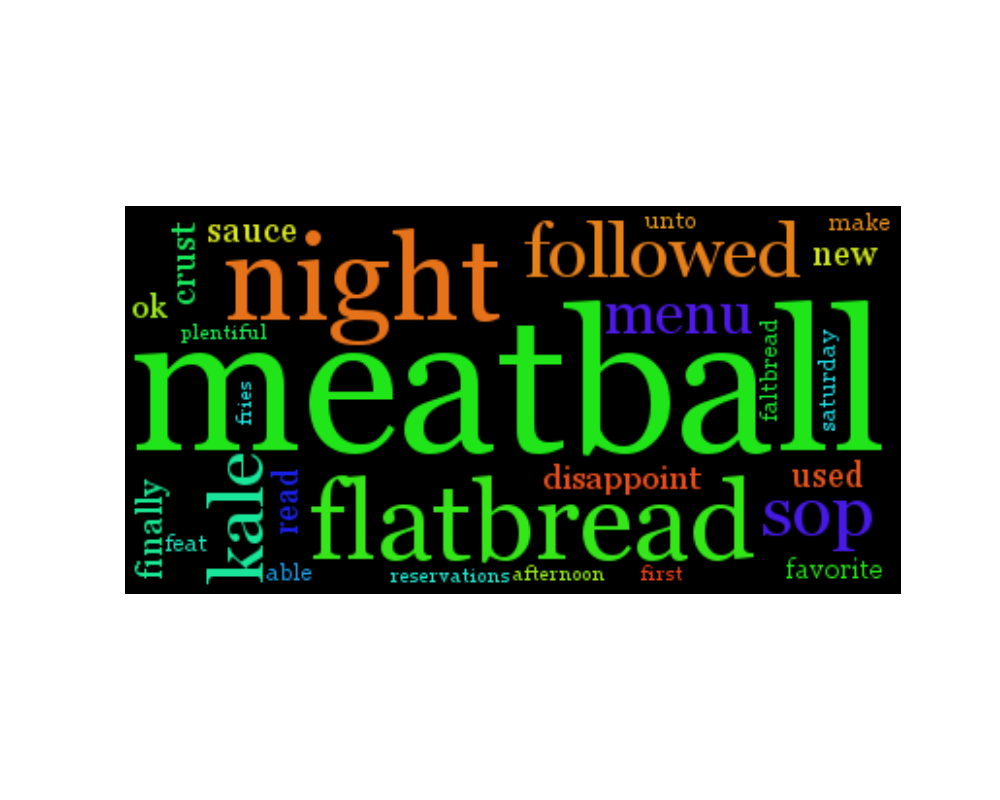 unto
make
sauce
followed
crust
night
new
ok
menu
plentiful
meatball
faltbread
saturday
fries
kale
read
disappoint
used
finally
flatbread
sop
feat
able
reservations
afternoon
first
favorite